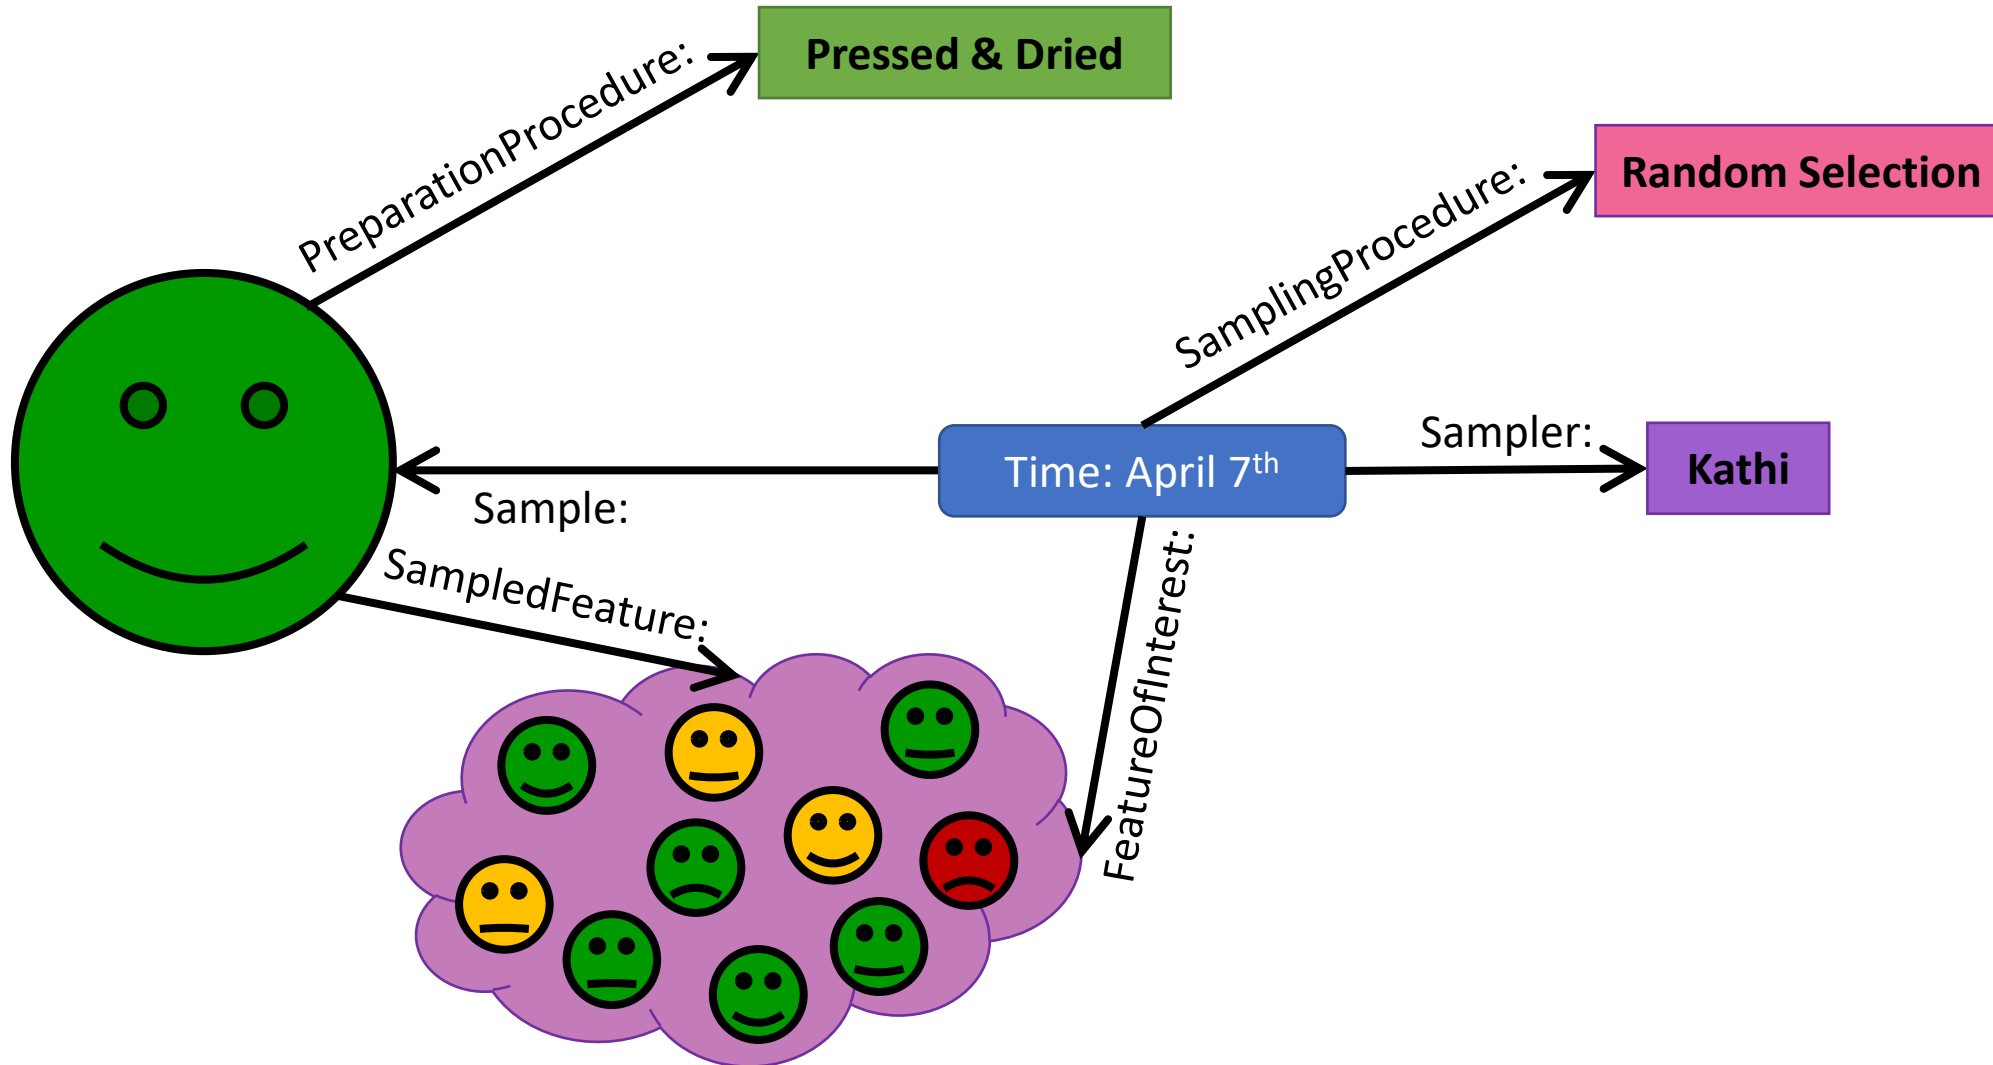 Pressed & Dried
PreparationProcedure:
Random Selection
SamplingProcedure:
Sampler:
Time: April 7th
Kathi
Sample:
SampledFeature:
FeatureOfInterest: